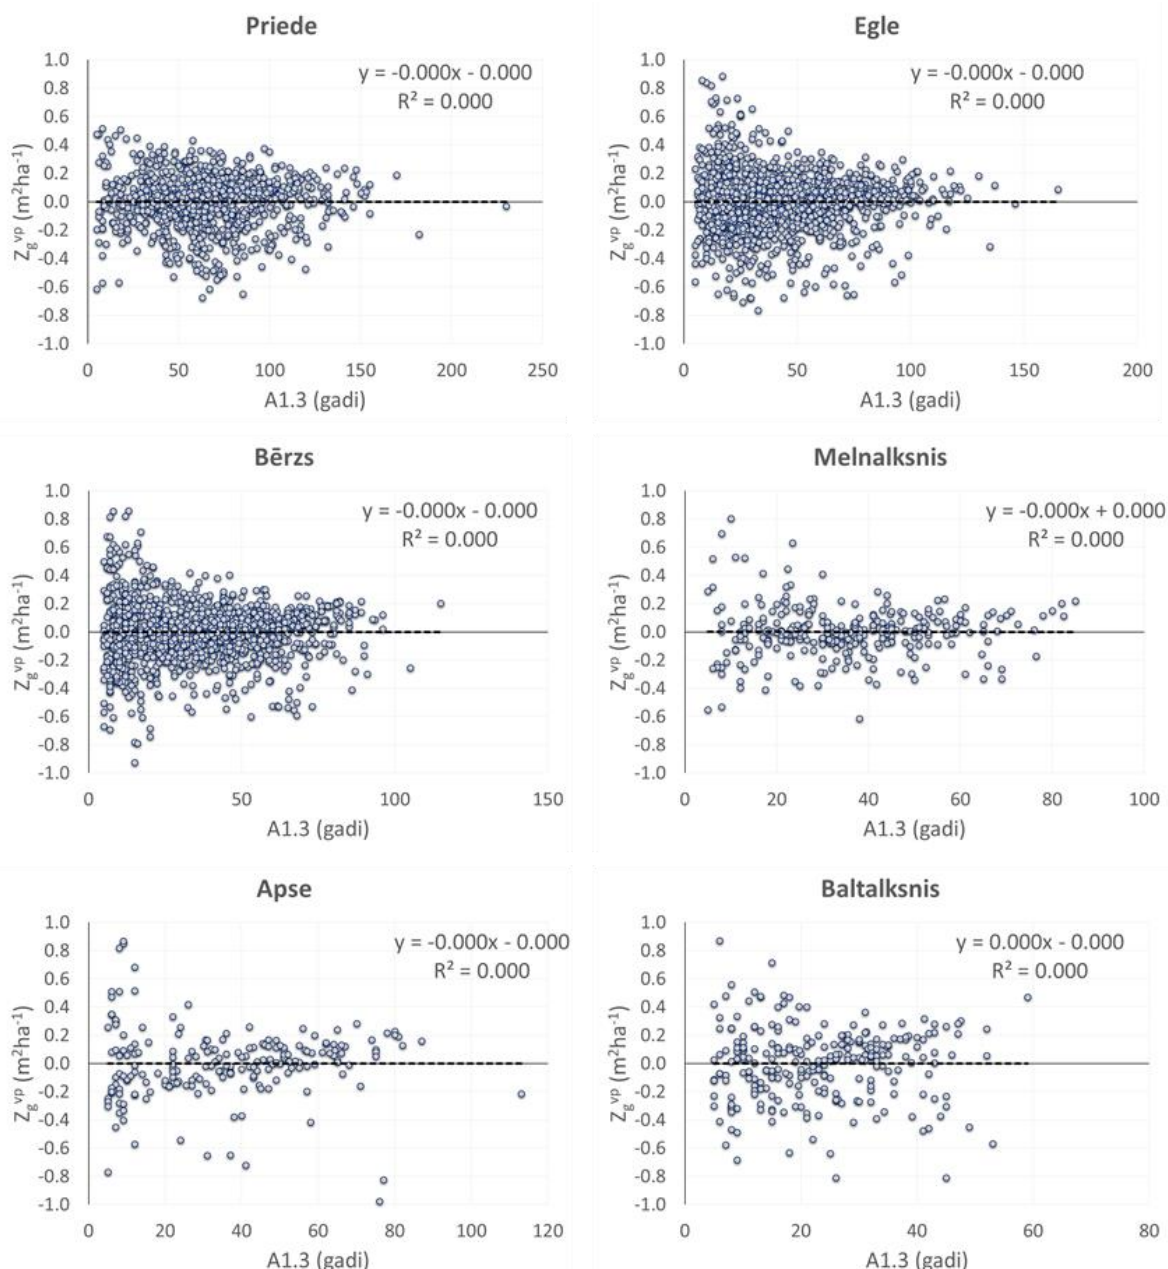 Priede
y = -0.000x - 0.000
R² = 0.000
1.0
0.8
0.6
0.4
0.2
0.0
-0.2
-0.4
-0.6
-0.8
-1.0
Zgᵛᵖ (m²ha⁻¹)
0 50 100 150 200 250
A1.3 (gadi)
Egle
y = -0.000x - 0.000
R² = 0.000
1.0
0.8
0.6
0.4
0.2
0.0
-0.2
-0.4
-0.6
-0.8
-1.0
Zgᵛᵖ (m²ha⁻¹)
0 50 100 150 200
A1.3 (gadi)
Bērzs
y = -0.000x - 0.000
R² = 0.000
1.0
0.8
0.6
0.4
0.2
0.0
-0.2
-0.4
-0.6
-0.8
-1.0
Zgᵛᵖ (m²ha⁻¹)
0 50 100 150
A1.3 (gadi)
Melnalksnis
y = -0.000x + 0.000
R² = 0.000
1.0
0.8
0.6
0.4
0.2
0.0
-0.2
-0.4
-0.6
-0.8
-1.0
Zgᵛᵖ (m²ha⁻¹)
0 20 40 60 80 100
A1.3 (gadi)
Apse
y = -0.000x - 0.000
R² = 0.000
1.0
0.8
0.6
0.4
0.2
0.0
-0.2
-0.4
-0.6
-0.8
-1.0
Zgᵛᵖ (m²ha⁻¹)
0 20 40 60 80 100 120
A1.3 (gadi)
Baltalksnis
y = 0.000x - 0.000
R² = 0.000
1.0
0.8
0.6
0.4
0.2
0.0
-0.2
-0.4
-0.6
-0.8
-1.0
Zgᵛᵖ (m²ha⁻¹)
0 20 40 60 80
A1.3 (gadi)